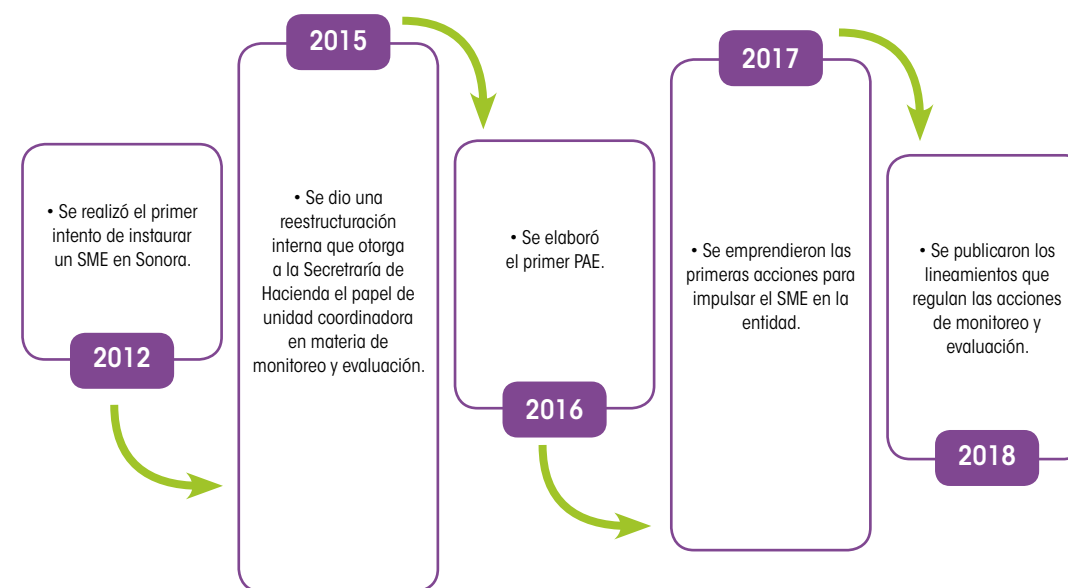 2012
• Se realizó el primer
intento de instaurar
un SME en Sonora.
2015
• Se dio una
reestructuración
interna que otorga
a la Secretraría de
Hacienda el papel de
unidad coordinadora
en materia de
monitoreo y evaluación.
2016
• Se elaboró
el primer PAE.
2017
• Se emprendieron las
primeras acciones para
impulsar el SME en la
entidad.
2018
• Se publicaron los
lineamientos que
regulan las acciones
de monitoreo y
evaluación.